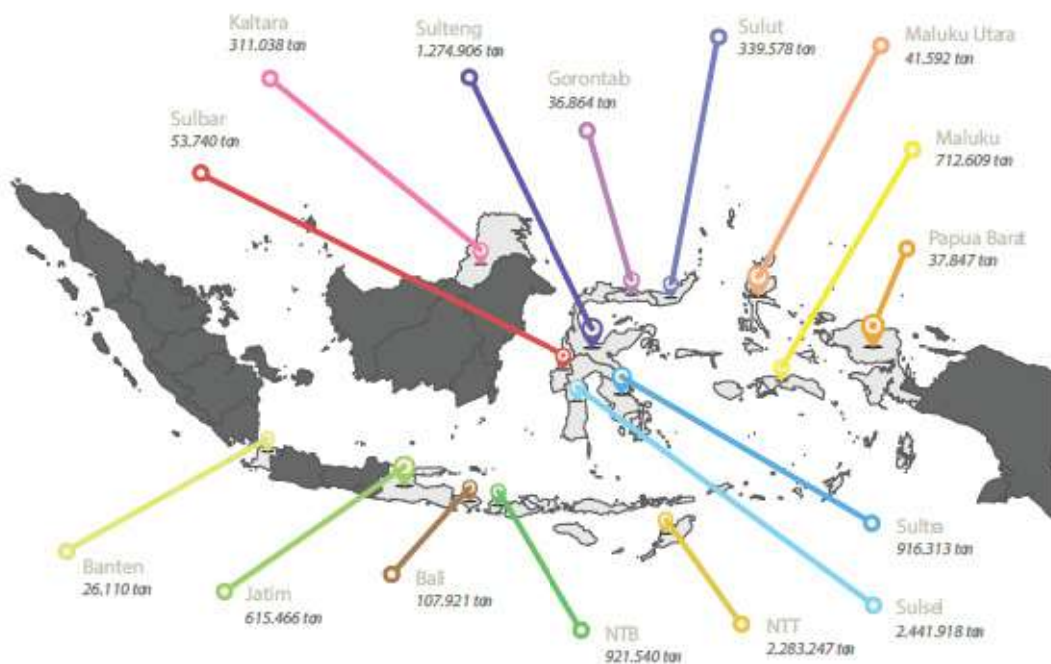 Kaltara
311.038 ton
Sulteng
1.274.906 ton
Sulut
339.578 ton
Maluku Utara
41.592 ton
Gorontab
36.864 ton
Sulbar
53.740 ton
Maluku
712.609 ton
Papua Barat
37.847 ton
Banten
26.110 ton
Jatim
615.466 ton
Bali
107.921 ton
NTB
921.540 ton
NTT
2.283.247 ton
Sultra
916.313 ton
Sulsel
2.441.918 ton